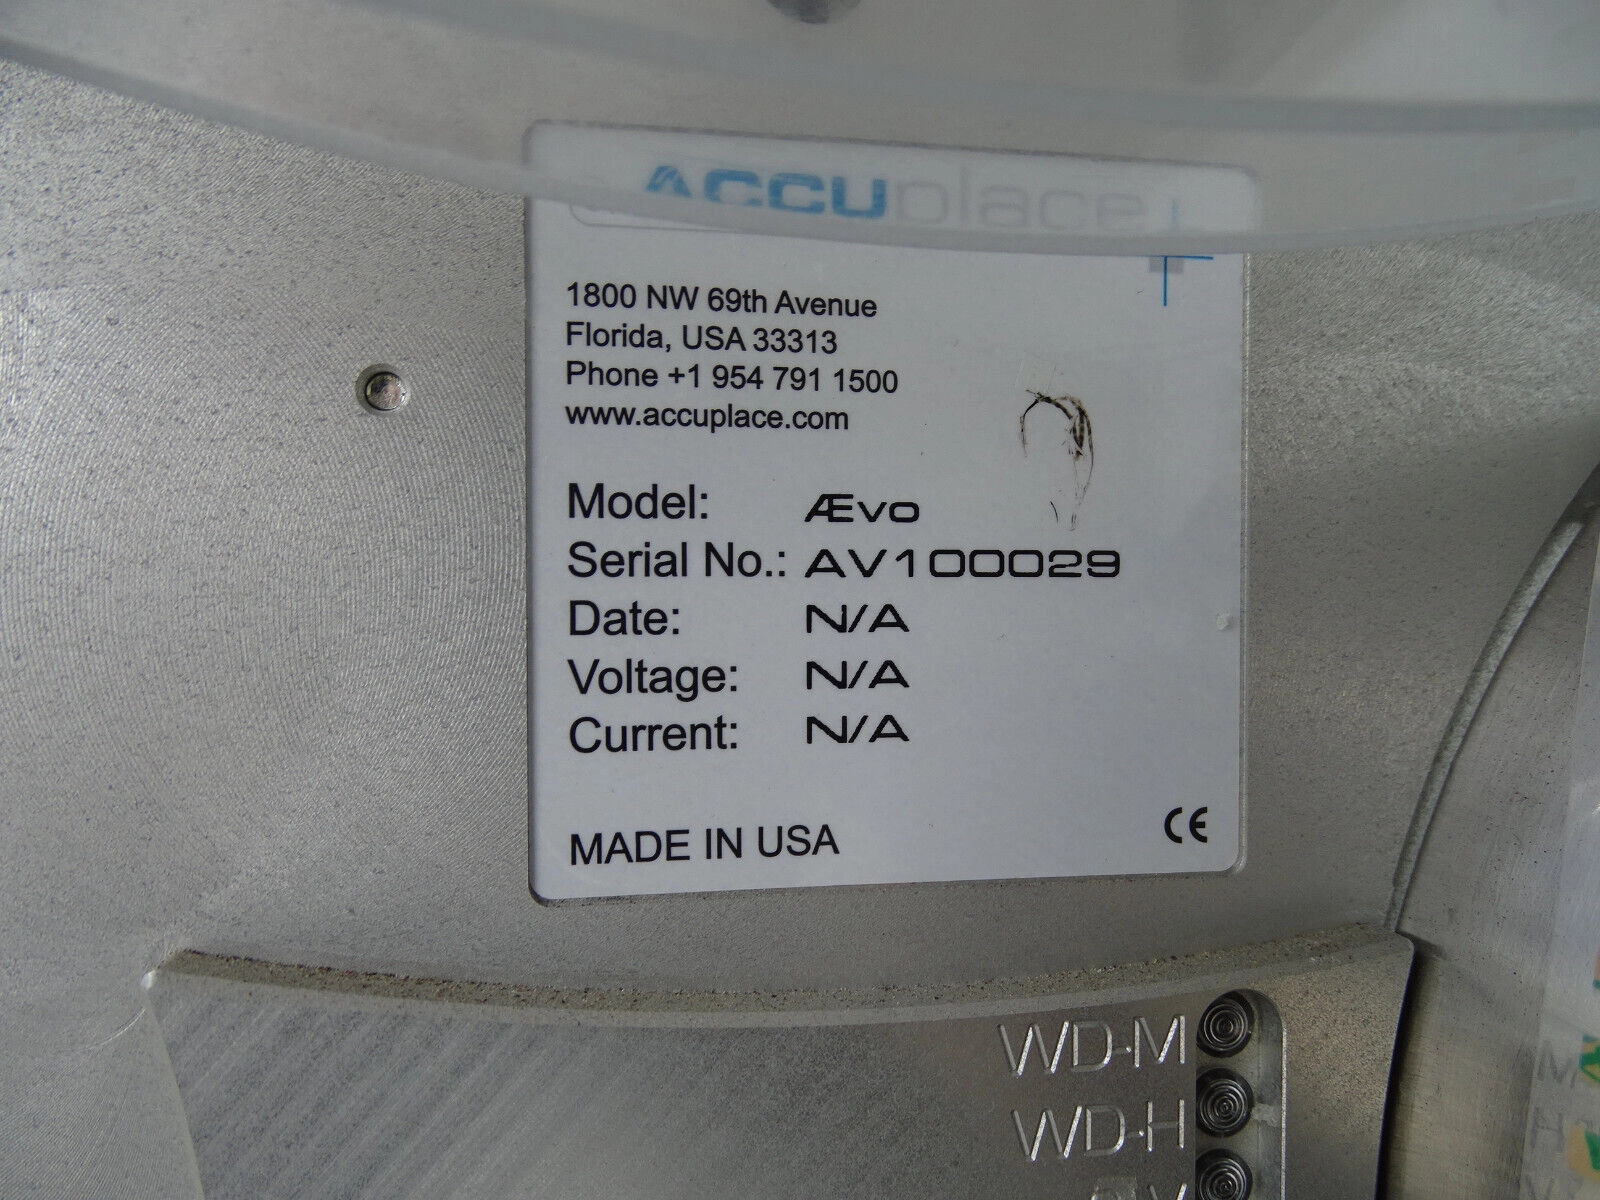 ACCUplace
1800 NW 69th Avenue
Florida, USA 33313
Phone +1 954 791 1500
www.accuplace.com
Model: ÆVO
Serial No.: AV100029
Date: N/A
Voltage: N/A
Current: N/A
MADE IN USA CE
WD-M
WD-H